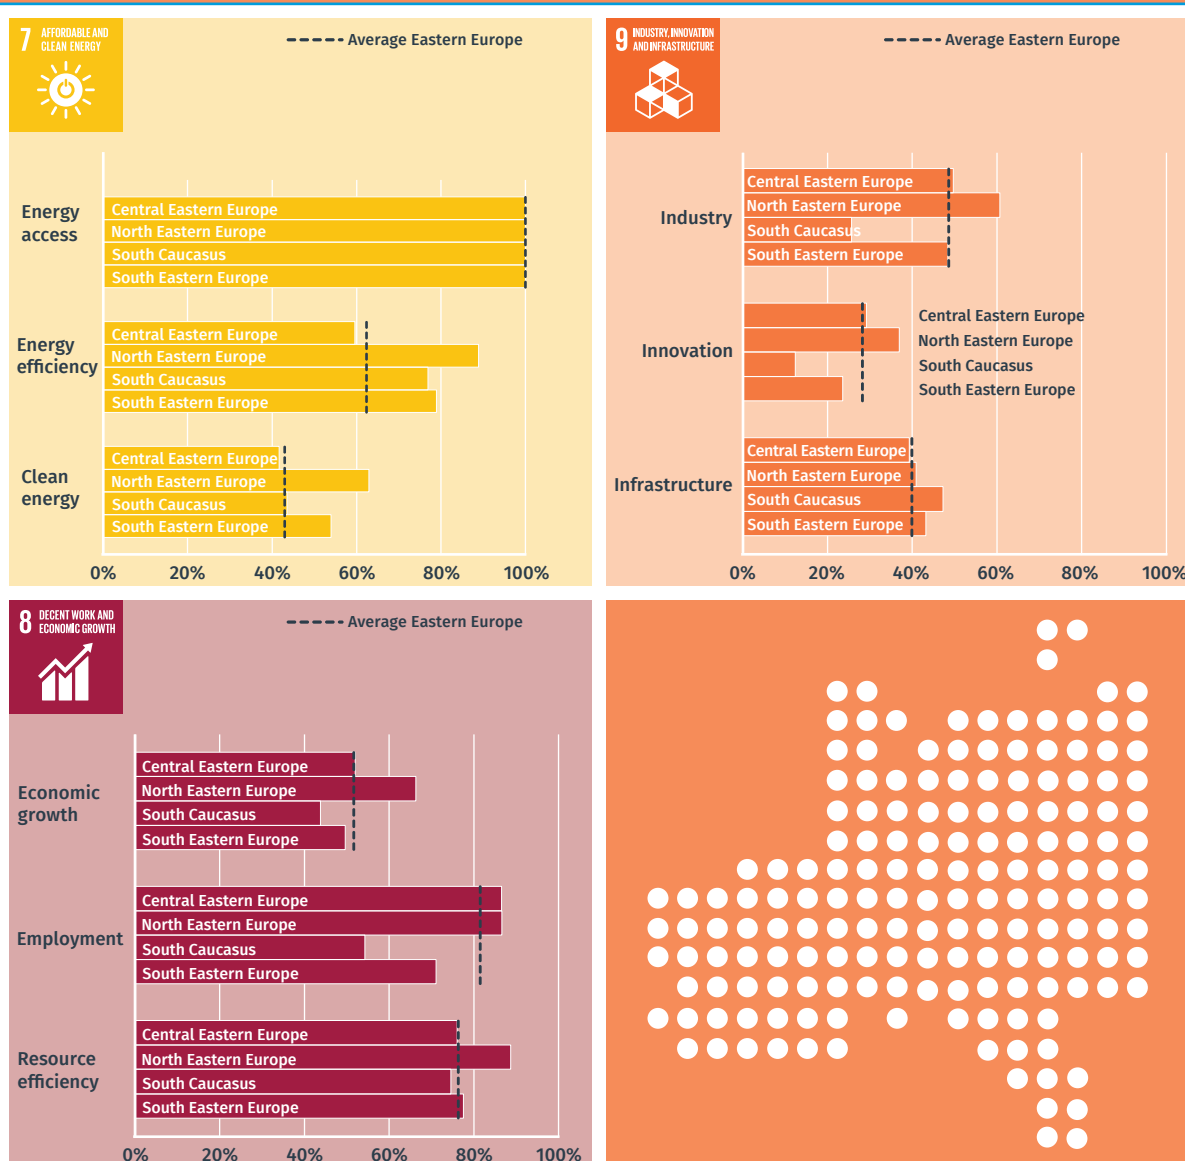 7 AFFORDABLE AND
CLEAN ENERGY
Average Eastern Europe
Energy
access
Central Eastern Europe
North Eastern Europe
South Caucasus
South Eastern Europe
Energy
efficiency
Central Eastern Europe
North Eastern Europe
South Caucasus
South Eastern Europe
Clean
energy
Central Eastern Europe
North Eastern Europe
South Caucasus
South Eastern Europe
0% 20% 40% 60% 80% 100%
9 INDUSTRY, INNOVATION
AND INFRASTRUCTURE
Average Eastern Europe
Industry
Central Eastern Europe
North Eastern Europe
South Caucasus
South Eastern Europe
Innovation
Central Eastern Europe
North Eastern Europe
South Caucasus
South Eastern Europe
Infrastructure
Central Eastern Europe
North Eastern Europe
South Caucasus
South Eastern Europe
0% 20% 40% 60% 80% 100%
8 DECENT WORK AND
ECONOMIC GROWTH
Average Eastern Europe
Economic
growth
Central Eastern Europe
North Eastern Europe
South Caucasus
South Eastern Europe
Employment
Central Eastern Europe
North Eastern Europe
South Caucasus
South Eastern Europe
Resource
efficiency
Central Eastern Europe
North Eastern Europe
South Caucasus
South Eastern Europe
0% 20% 40% 60% 80% 100%